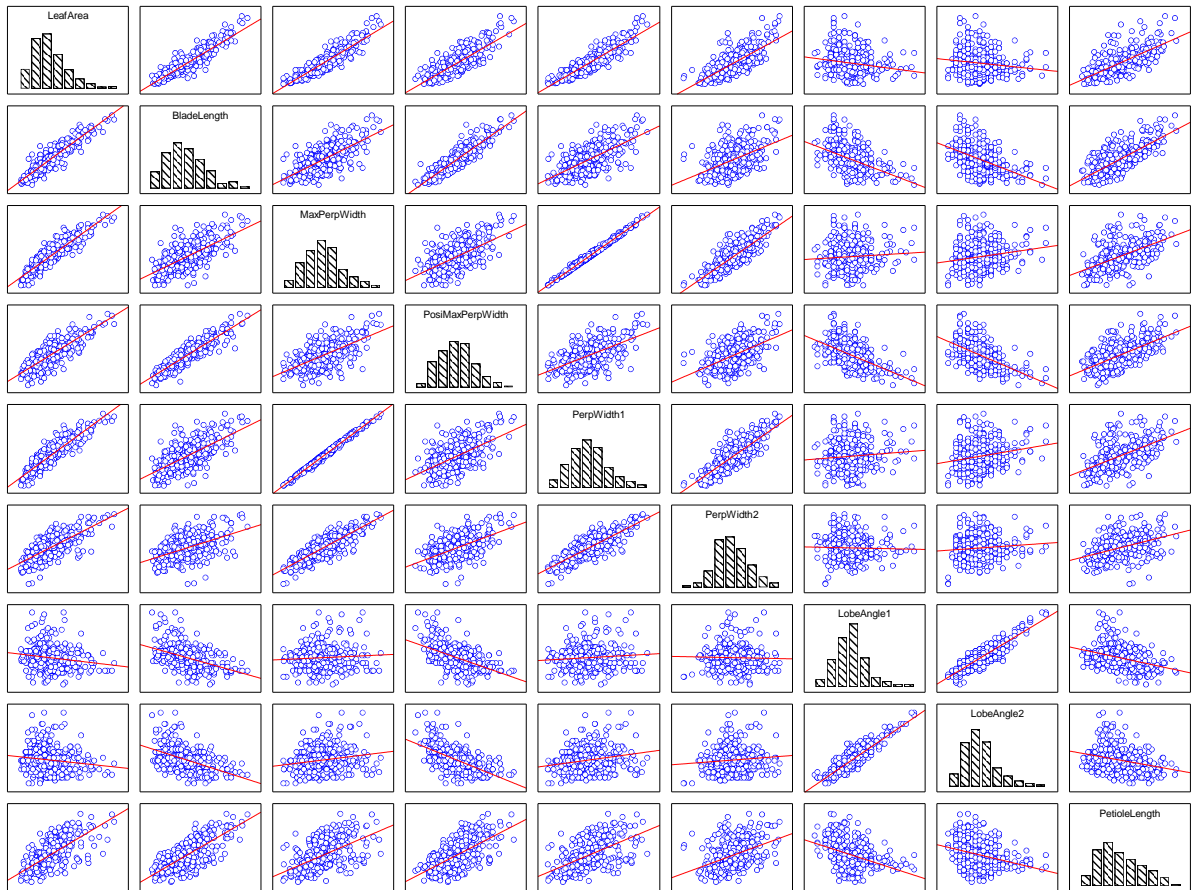 LeafArea
BladeLength
MaxPerpWidth
PosiMaxPerpWidth
PerpWidth1
PerpWidth2
LobeAngle1
LobeAngle2
PetioleLength